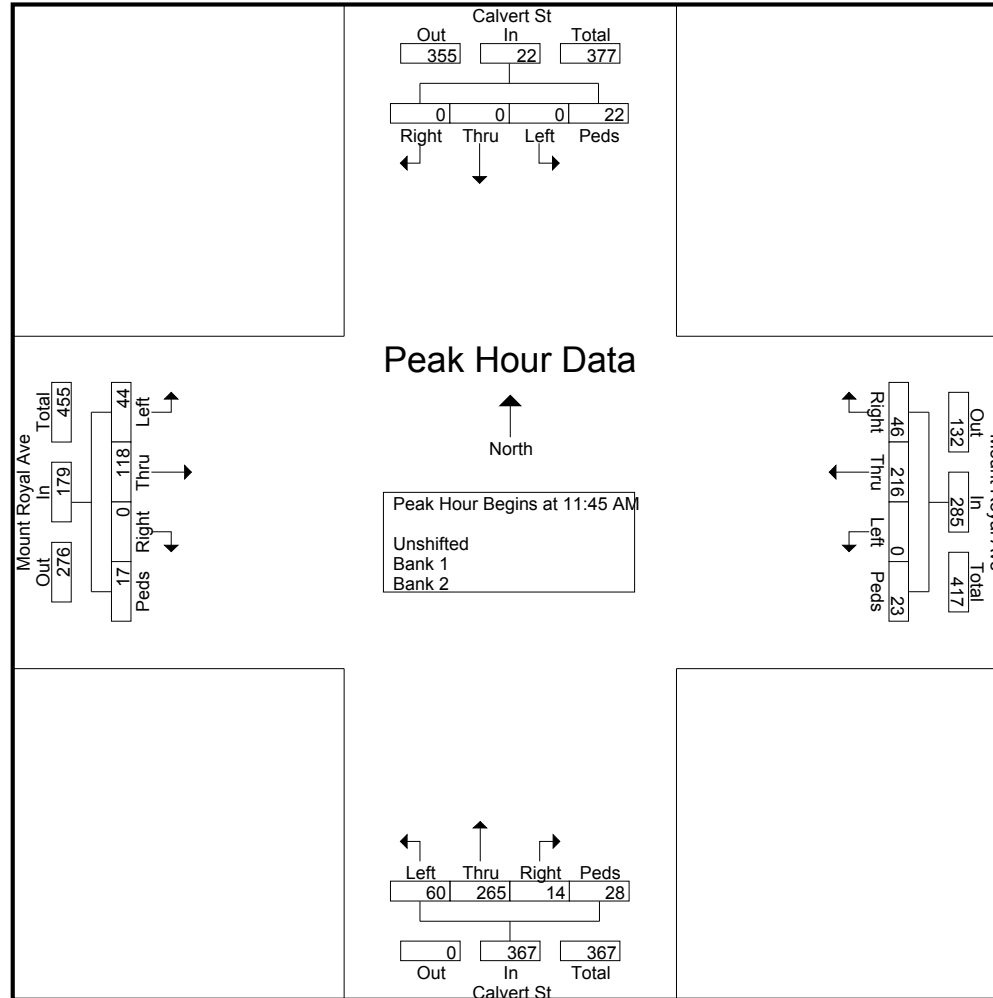 Calvert St
Out In Total
355 22 377
0 0 0 22
Right Thru Left Peds
Peak Hour Data
North
Peak Hour Begins at 11:45 AM
Unshifted
Bank 1
Bank 2
Mount Royal Ave
Out In Total
276 179 455
44 118 0 17
Left Thru Right Peds
Right Thru Left Peds
46 216 0 23
Out In Total
132 285 417
Mount Royal Ave
Left Thru Right Peds
60 265 14 28
0 367 367
Out In Total
Calvert St